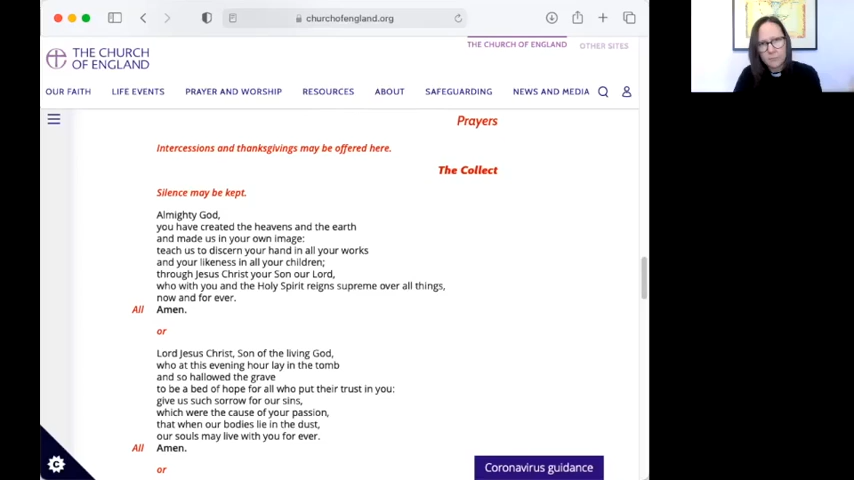 churchofengland.org
THE CHURCH OF ENGLAND
OTHER SITES
THE CHURCH
OF ENGLAND
OUR FAITH
LIFE EVENTS
PRAYER AND WORSHIP
RESOURCES
ABOUT
SAFEGUARDING
NEWS AND MEDIA
Prayers
Intercessions and thanksgivings may be offered here.
The Collect
Silence may be kept.
Almighty God,
you have created the heavens and the earth
and made us in your own image:
teach us to discern your hand in all your works
and your likeness in all your children;
through Jesus Christ your Son our Lord,
who with you and the Holy Spirit reigns supreme over all things,
now and for ever.
All Amen.
or
Lord Jesus Christ, Son of the living God,
who at this evening hour lay in the tomb
and so hallowed the grave
to be a bed of hope for all who put their trust in you:
give us such sorrow for our sins,
which were the cause of your passion,
that when our bodies lie in the dust,
our souls may live with you for ever.
All Amen.
or
Coronavirus guidance
C